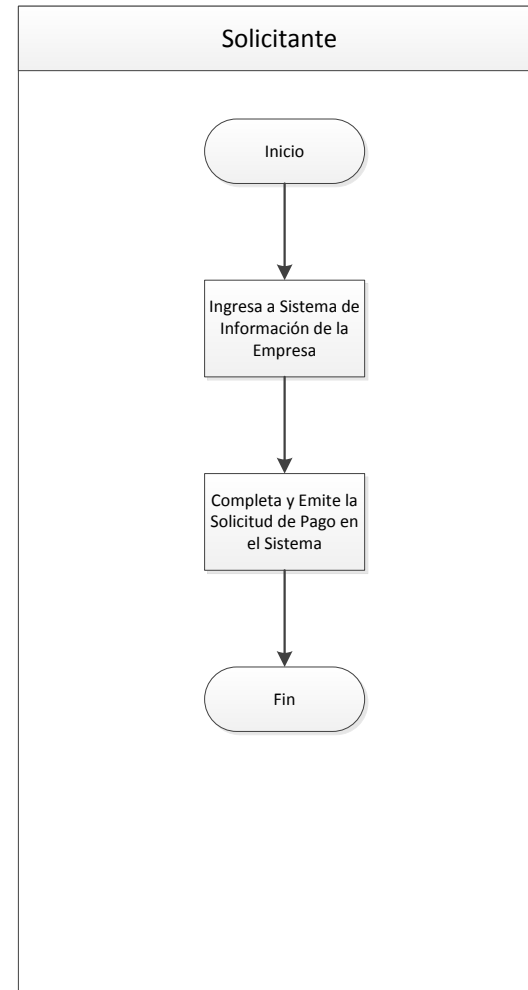 Solicitante
Inicio
Ingresa a Sistema de
Información de la
Empresa
Completa y Emite la
Solicitud de Pago en
el Sistema
Fin